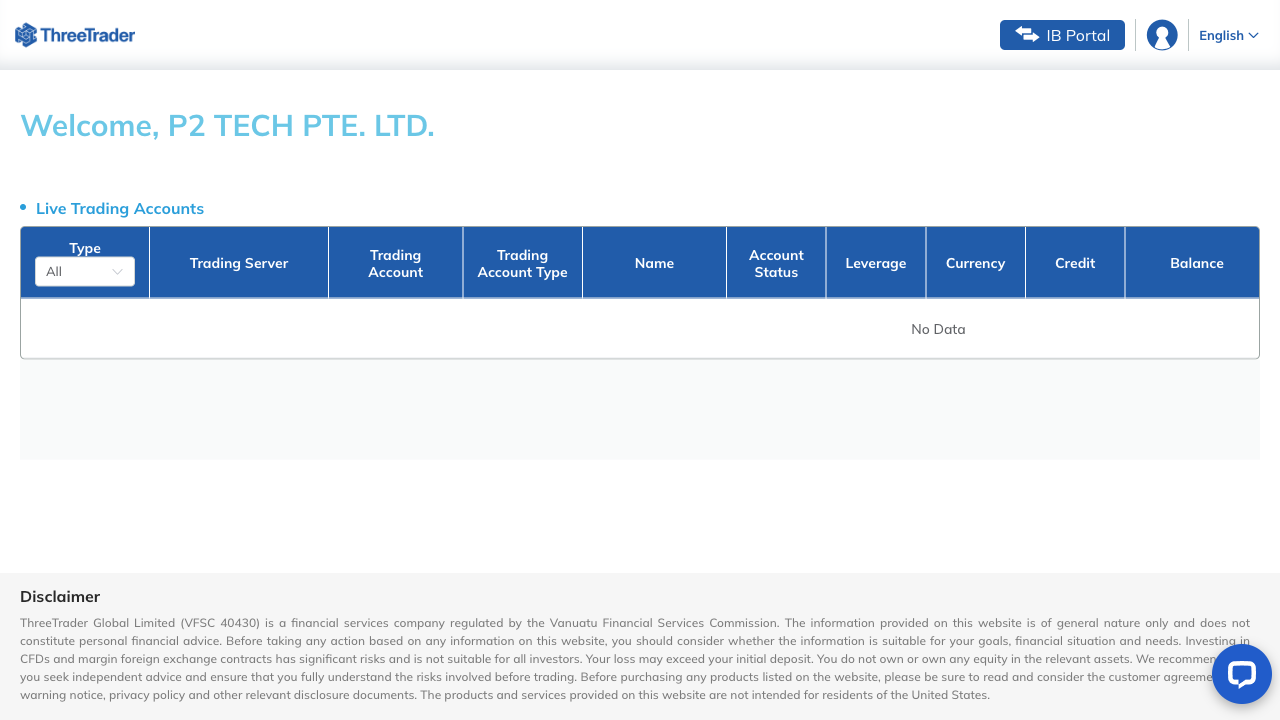 ThreeTrader
IB Portal
English
Welcome, P2 TECH PTE. LTD.
Live Trading Accounts
Type
All
Trading Server
Trading
Account
Trading
Account Type
Name
Account
Status
Leverage
Currency
Credit
Balance
No Data
Disclaimer
ThreeTrader Global Limited (VFSC 40430) is a financial services company regulated by the Vanuatu Financial Services Commission. The information provided on this website is of general nature only and does not
constitute personal financial advice. Before taking any action based on any information on this website, you should consider whether the information is suitable for your goals, financial situation and needs. Investing in
CFDs and margin foreign exchange contracts has significant risks and is not suitable for all investors. Your loss may exceed your initial deposit. You do not own or own any equity in the relevant assets. We recommen
you seek independent advice and ensure that you fully understand the risks involved before trading. Before purchasing any products listed on the website, please be sure to read and consider the customer agreeme
warning notice, privacy policy and other relevant disclosure documents. The products and services provided on this website are not intended for residents of the United States.